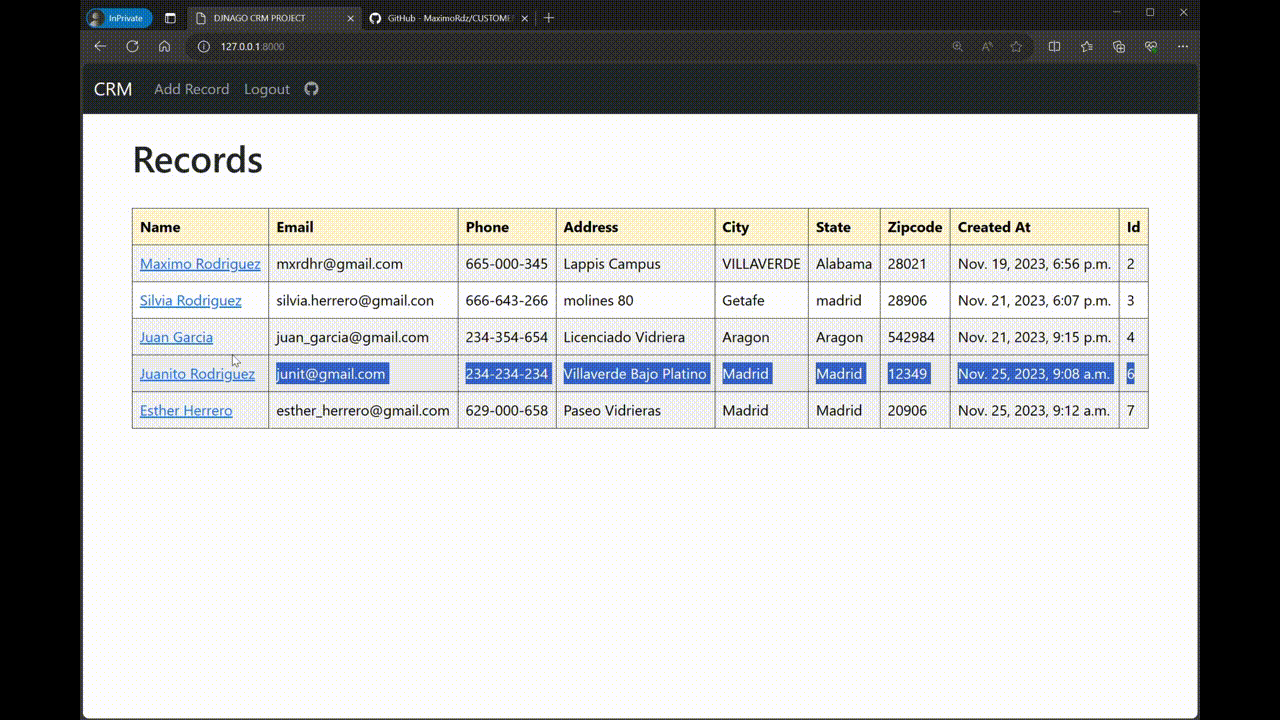 InPrivate DJNAGO CRM PROJECT GitHub - MaximoRdz/CUSTOME
127.0.0.1:8000
CRM Add Record Logout
Records
Name Email Phone Address City State Zipcode Created At Id
Maximo Rodriguez mxrdhr@gmail.com 665-000-345 Lappis Campus VILLAVERDE Alabama 28021 Nov. 19, 2023, 6:56 p.m. 2
Silvia Rodriguez silvia.herrero@gmail.con 666-643-266 molines 80 Getafe madrid 28906 Nov. 21, 2023, 6:07 p.m. 3
Juan Garcia juan_garcia@gmail.com 234-354-654 Licenciado Vidriera Aragon Aragon 542984 Nov. 21, 2023, 9:15 p.m. 4
Juanito Rodriguez junit@gmail.com 234-234-234 Villaverde Bajo Platino Madrid Madrid 12349 Nov. 25, 2023, 9:08 a.m. 6
Esther Herrero esther_herrero@gmail.com 629-000-658 Paseo Vidrieras Madrid Madrid 20906 Nov. 25, 2023, 9:12 a.m. 7